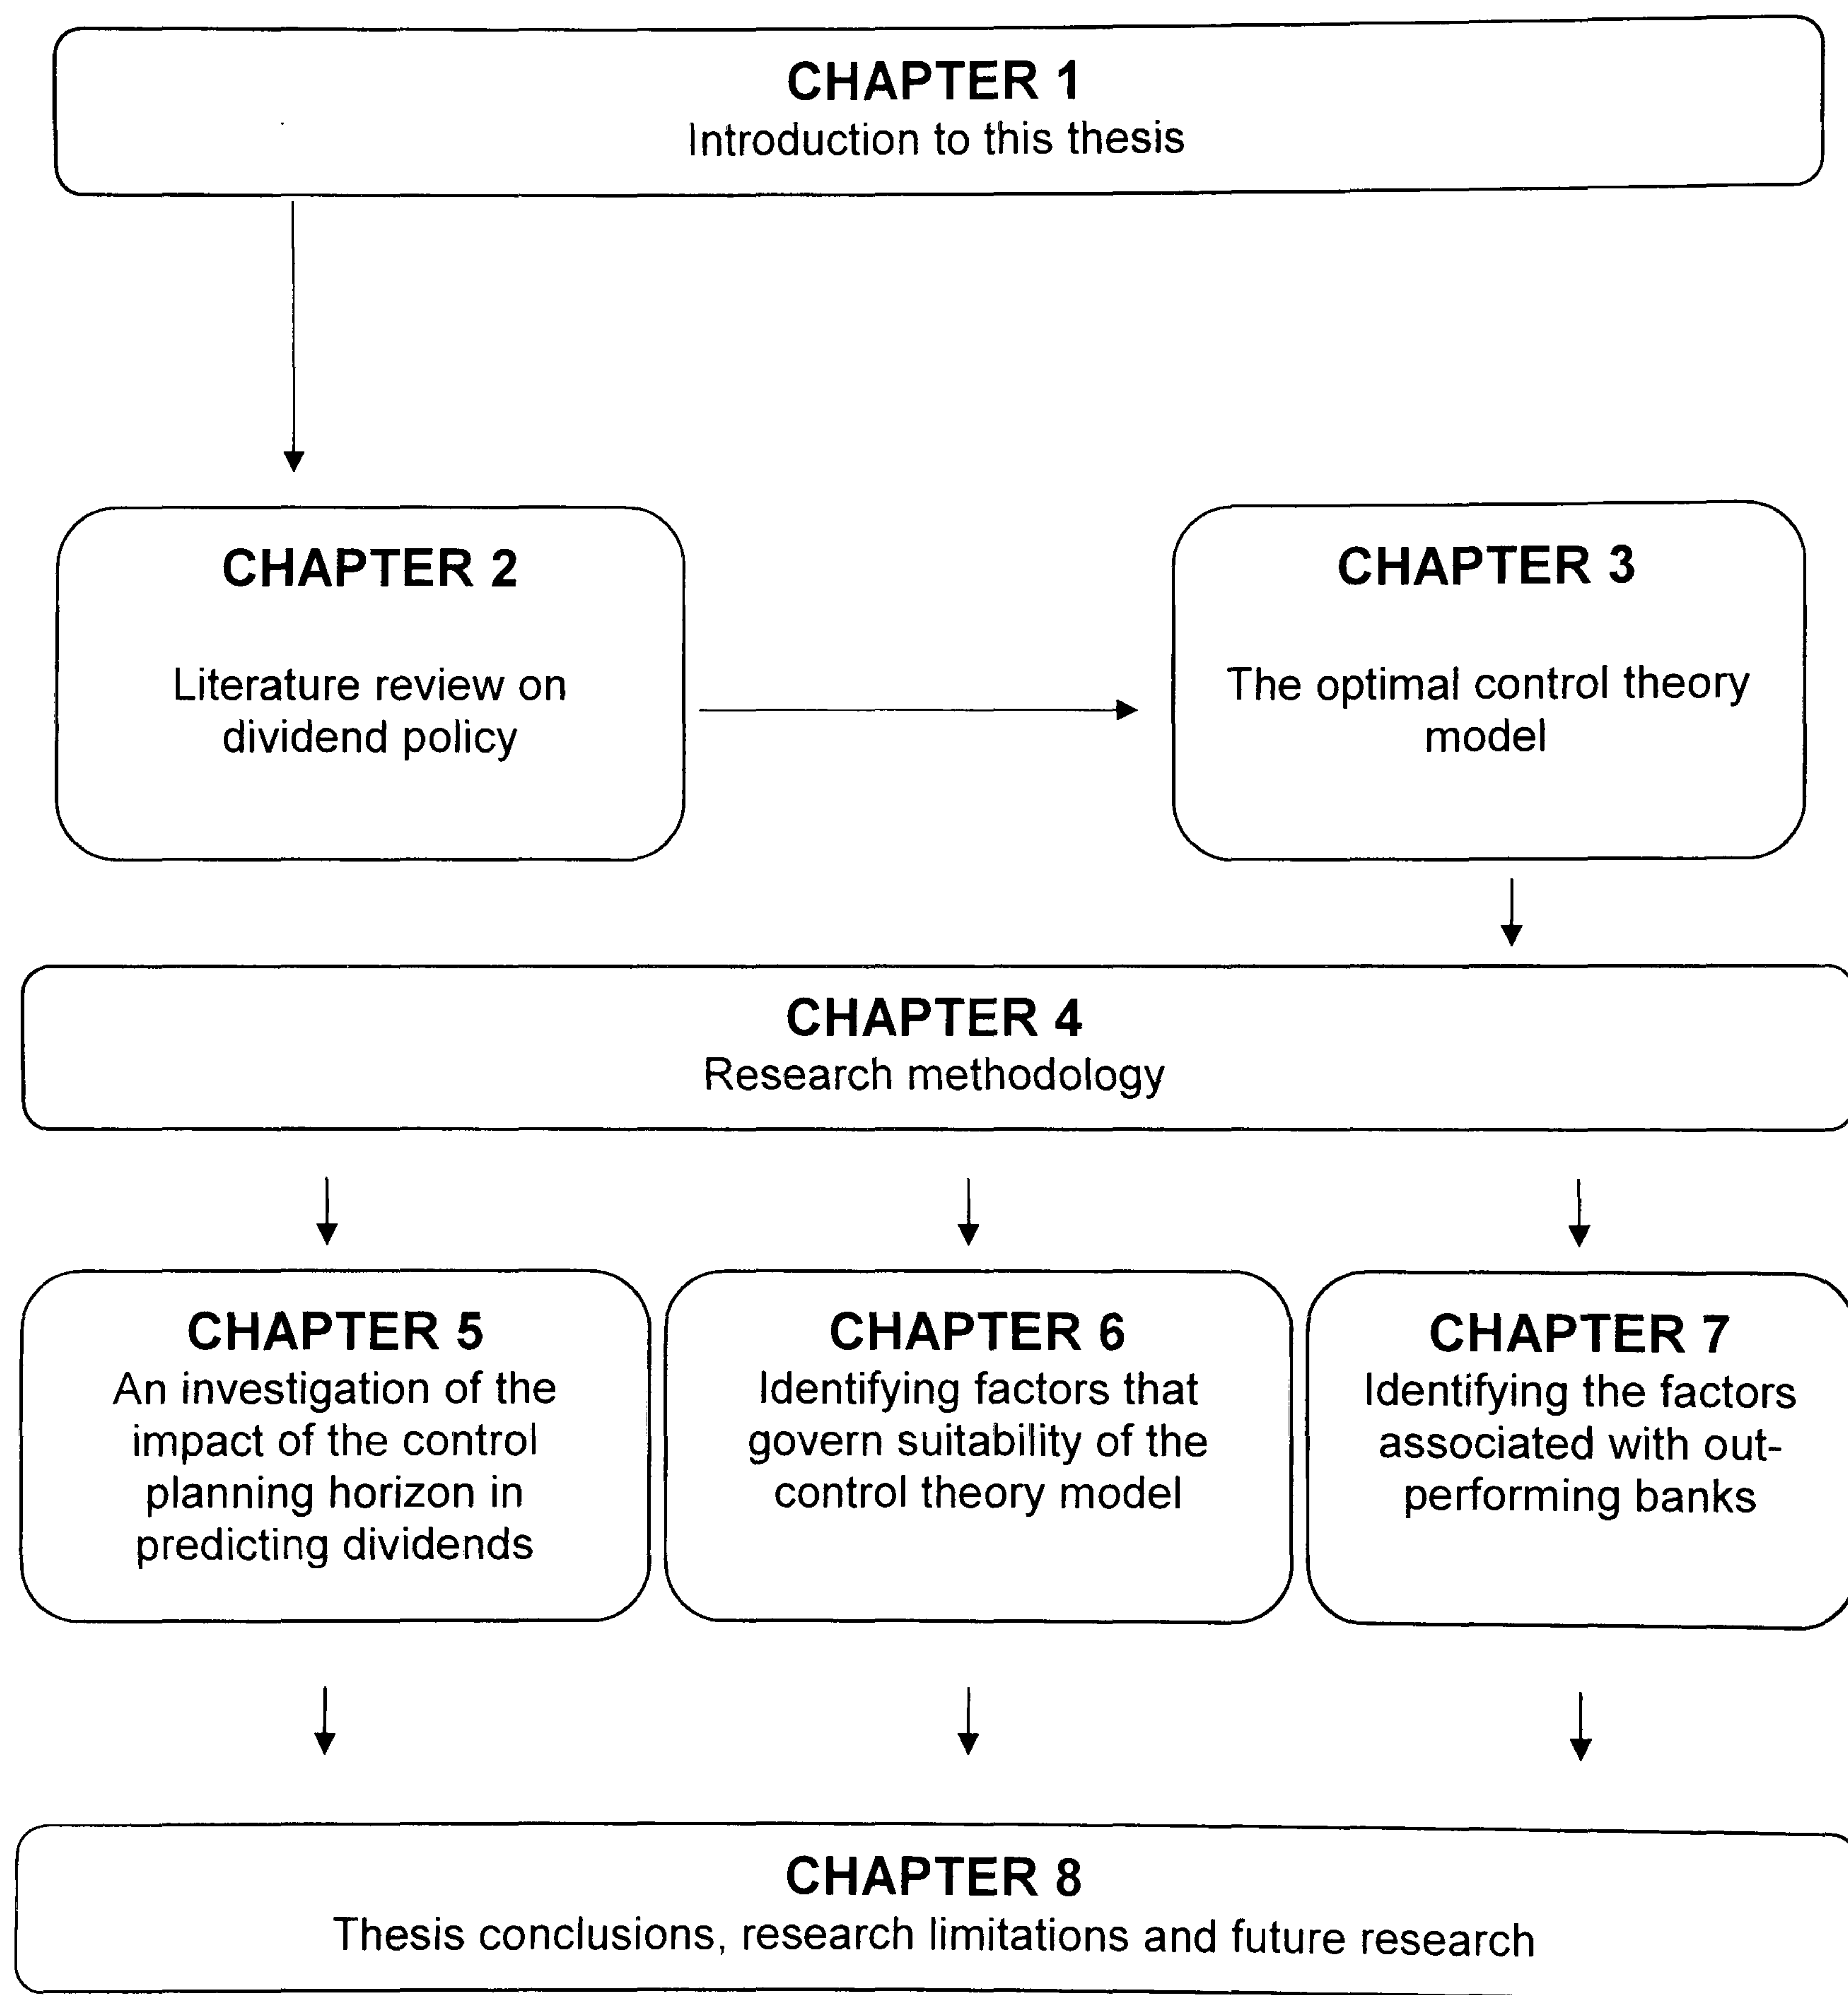 CHAPTER 1
Introduction to this thesis
CHAPTER 2
Literature review on
dividend policy
CHAPTER 3
The optimal control theory
model
CHAPTER 4
Research methodology
CHAPTER 5
An investigation of the
impact of the control
planning horizon in
predicting dividends
CHAPTER 6
Identifying factors that
govern suitability of the
control theory model
CHAPTER 7
Identifying the factors
associated with out-
performing banks
CHAPTER 8
Thesis conclusions, research limitations and future research